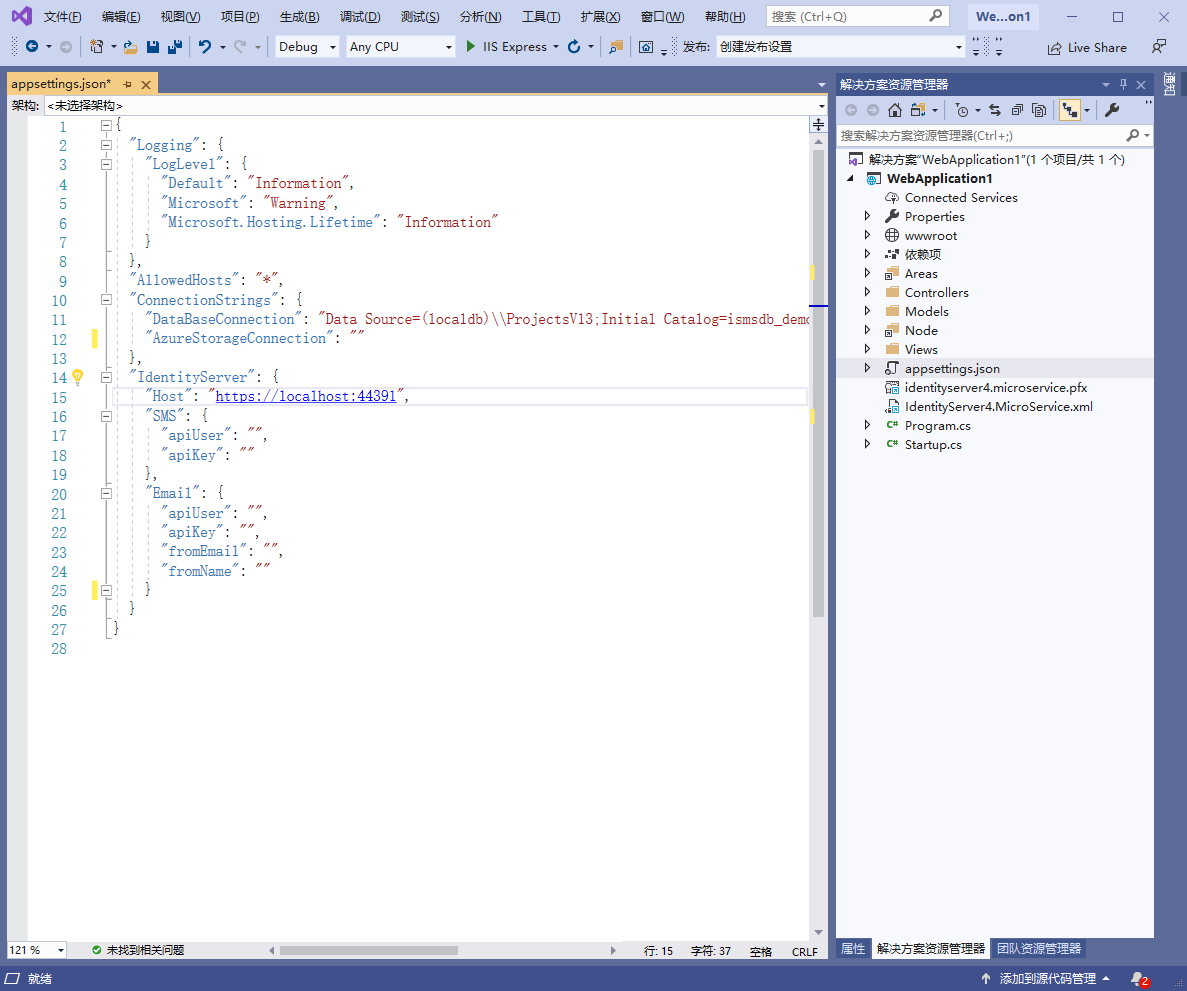 文件(F) 编辑(E) 视图(V) 项目(P) 生成(B) 调试(D) 测试(S) 分析(N) 工具(T) 扩展(X) 窗口(W) 帮助(H) 搜索 (Ctrl+Q) We...on1
Debug Any CPU IIS Express 发布: 创建发布设置 Live Share
appsettings.json*
架构: <未选择架构>
1 {
2 "Logging": {
3 "LogLevel": {
4 "Default": "Information",
5 "Microsoft": "Warning",
6 "Microsoft.Hosting.Lifetime": "Information"
7 }
8 },
9 "AllowedHosts": "*",
10 "ConnectionStrings": {
11 "DataBaseConnection": "Data Source=(localdb)\\ProjectsV13;Initial Catalog=ismsdb_demo
12 "AzureStorageConnection": ""
13 },
14 "IdentityServer": {
15 "Host": "https://localhost:44391",
16 "SMS": {
17 "apiUser": "",
18 "apiKey": ""
19 },
20 "Email": {
21 "apiUser": "",
22 "apiKey": "",
23 "fromEmail": "",
24 "fromName": ""
25 }
26 }
27 }
28
121 % 未找到相关问题 行: 15 字符: 37 空格 CRLF
解决方案资源管理器
搜索解决方案资源管理器(Ctrl+;)
解决方案"WebApplication1"(1 个项目/共 1 个)
WebApplication1
Connected Services
Properties
wwwroot
依赖项
Areas
Controllers
Models
Node
Views
appsettings.json
identityserver4.microservice.pfx
IdentityServer4.MicroService.xml
C# Program.cs
C# Startup.cs
属性 解决方案资源管理器 团队资源管理器
通知
就绪 添加到源代码管理 2